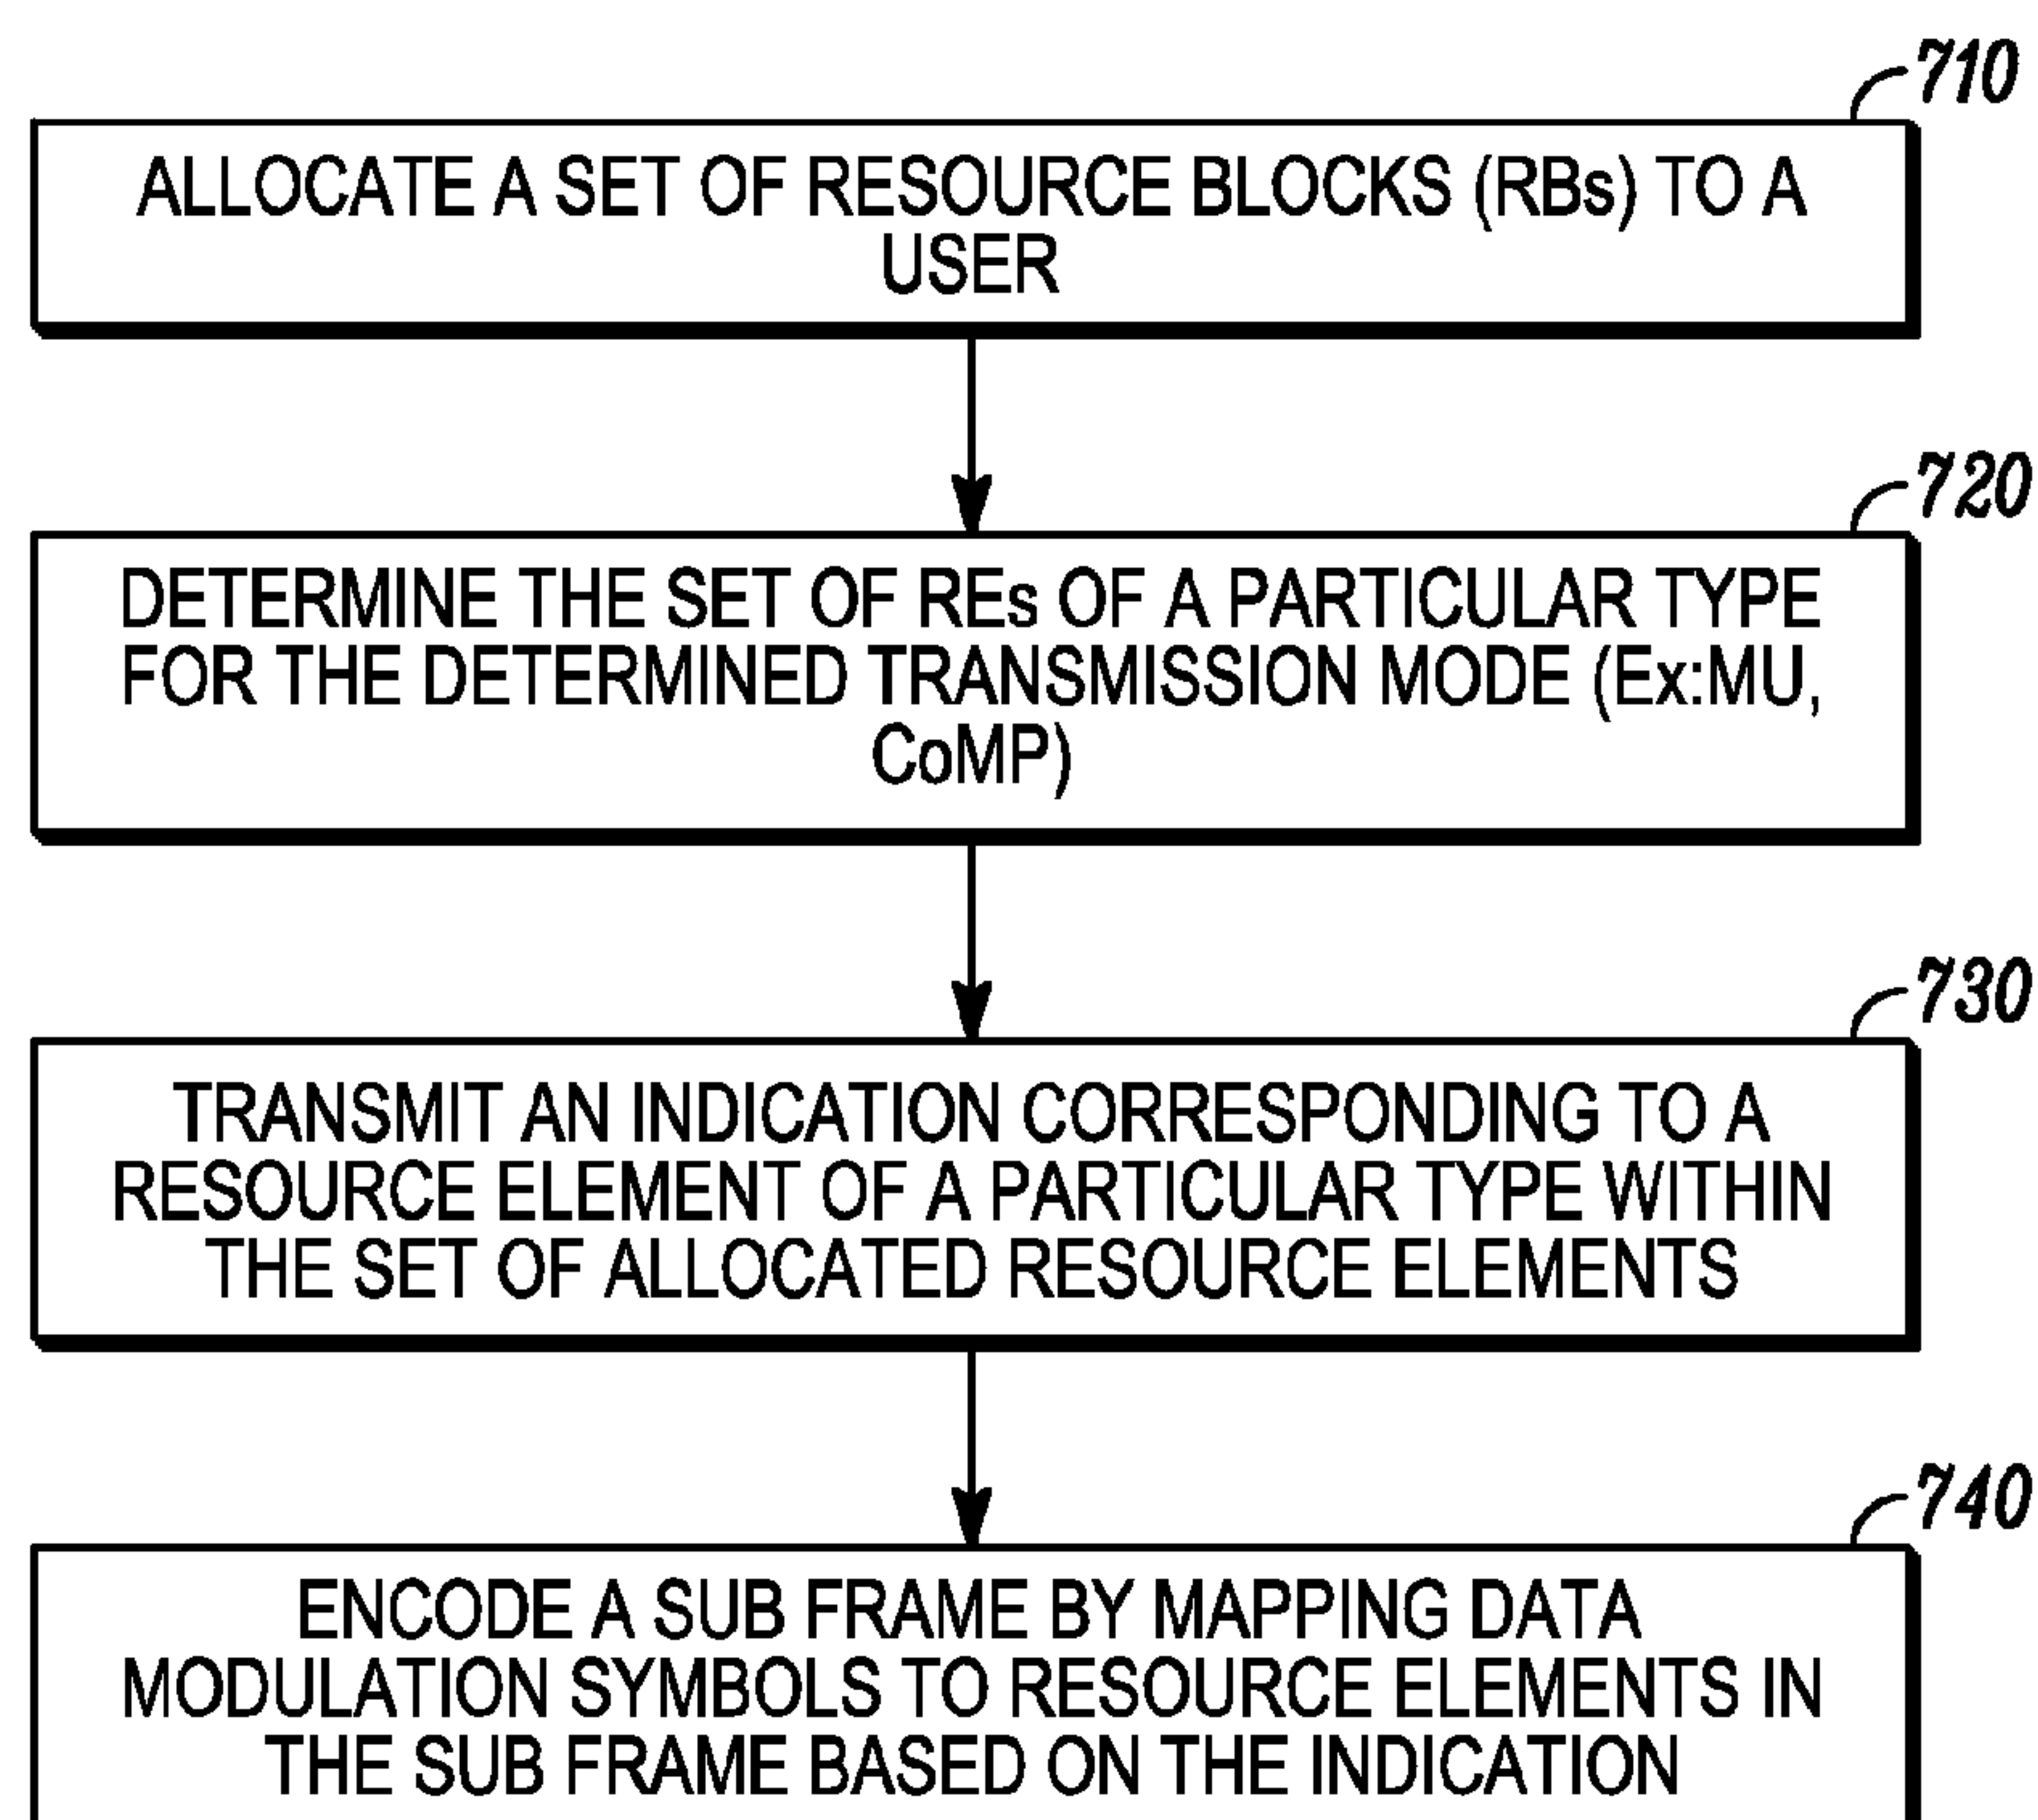 710
ALLOCATE A SET OF RESOURCE BLOCKS (RBs) TO A
USER
720
DETERMINE THE SET OF REs OF A PARTICULAR TYPE
FOR THE DETERMINED TRANSMISSION MODE (Ex:MU,
CoMP)
730
TRANSMIT AN INDICATION CORRESPONDING TO A
RESOURCE ELEMENT OF A PARTICULAR TYPE WITHIN
THE SET OF ALLOCATED RESOURCE ELEMENTS
740
ENCODE A SUB FRAME BY MAPPING DATA
MODULATION SYMBOLS TO RESOURCE ELEMENTS IN
THE SUB FRAME BASED ON THE INDICATION